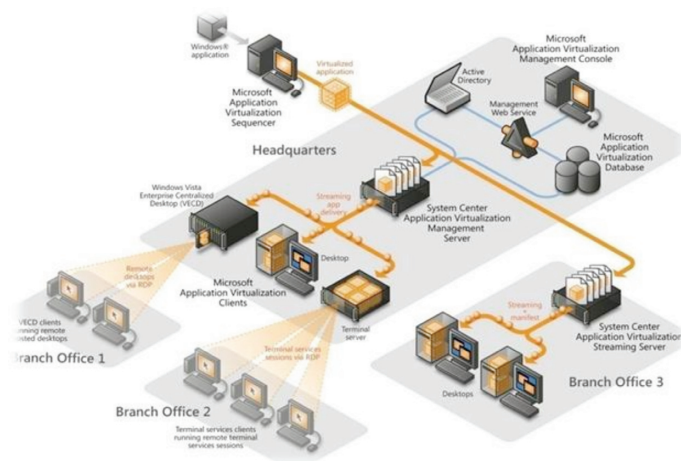 Windows®
application
Microsoft
Application
Virtualization
Sequencer
Virtualized
application
Active
Directory
Microsoft
Application Virtualization
Management Console
Management
Web Service
Microsoft
Application
Virtualization
Database
Headquarters
Windows Vista
Enterprise Centralized
Desktop (VECD)
Streaming
app
delivery
System Center
Application Virtualization
Management
Server
Desktop
Microsoft
Application Virtualization
Clients
Terminal
server
Remote
desktops
via RDP
VECD clients
running remote
hosted desktops
Branch Office 1
Terminal services
sessions via RDP
Branch Office 2
Terminal services clients
running remote terminal
services sessions
Streaming
+
manifest
System Center
Application Virtualization
Streaming Server
Desktops
Branch Office 3